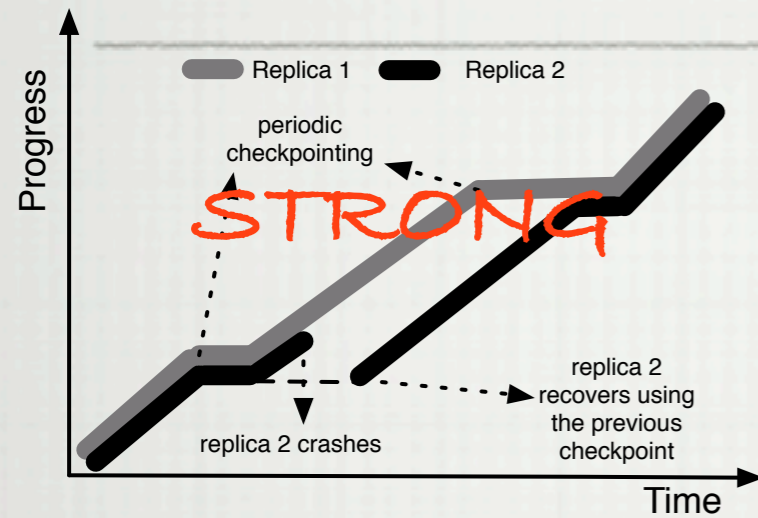 Progress
Replica 1 Replica 2
periodic
checkpointing
STRONG
replica 2
recovers using
the previous
checkpoint
replica 2 crashes
Time